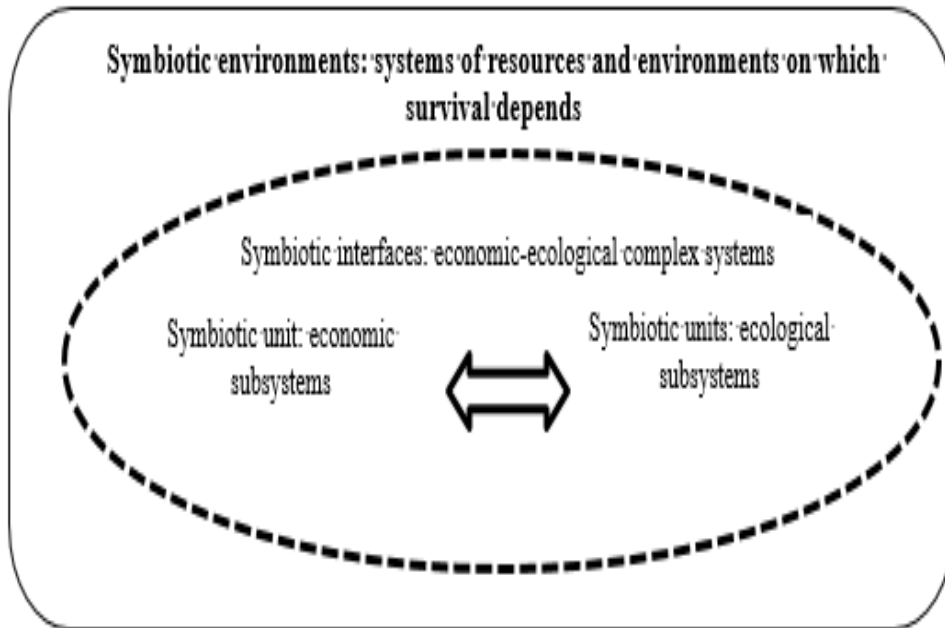 Symbiotic environments: systems of resources and environments on which
survival depends
Symbiotic interfaces: economic-ecological complex systems
Symbiotic unit: economic
subsystems
Symbiotic units: ecological
subsystems